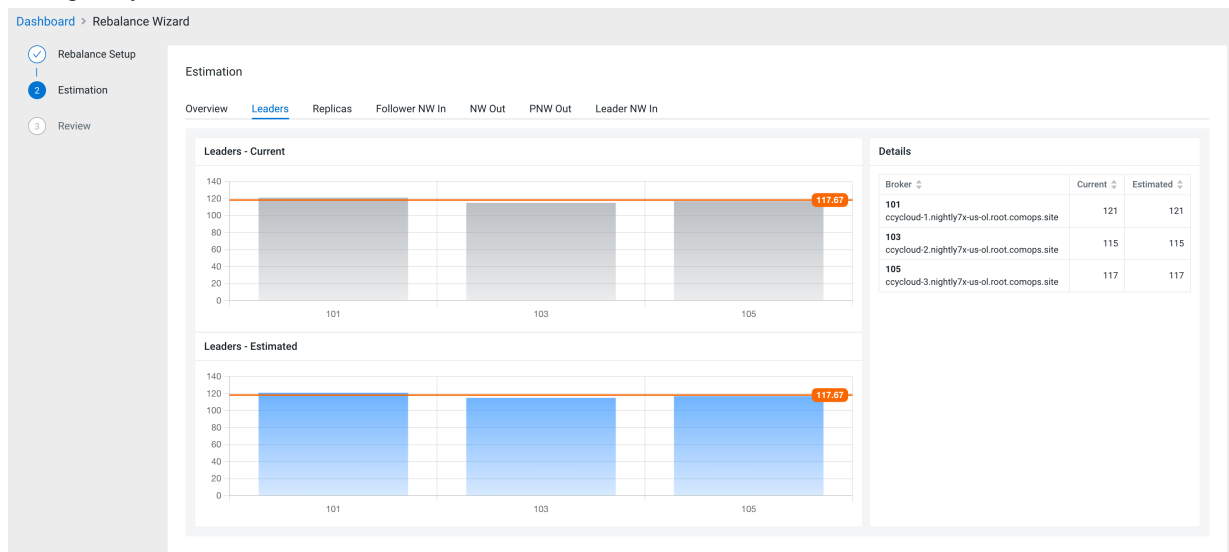 Dashboard > Rebalance Wizard
Rebalance Setup
2 Estimation
3 Review
Estimation
Overview Leaders Replicas Follower NW In NW Out PNW Out Leader NW In
Leaders - Current
140
120
100
80
60
40
20
0
117.67
101 103 105
Leaders - Estimated
140
120
100
80
60
40
20
0
117.67
101 103 105
Details
Broker Current Estimated
101
ccycloud-1.nightly7x-us-ol.root.comops.site 121 121
103
ccycloud-2.nightly7x-us-ol.root.comops.site 115 115
105
ccycloud-3.nightly7x-us-ol.root.comops.site 117 117